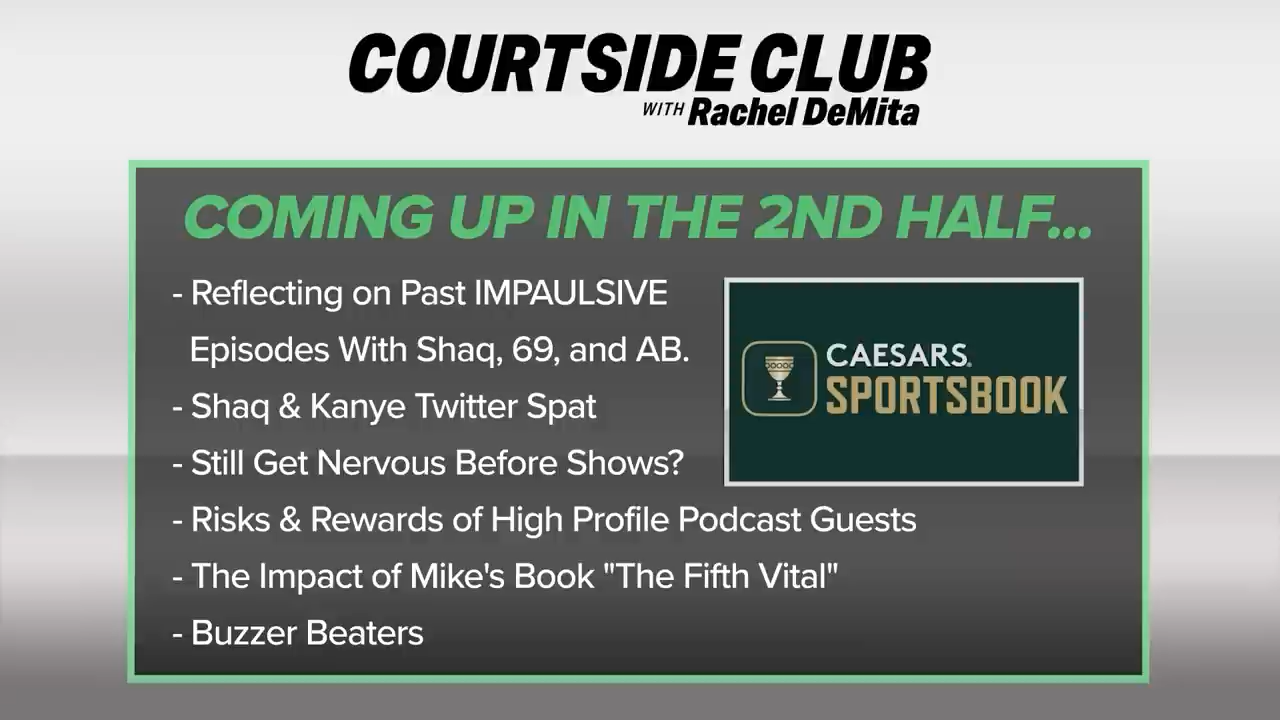 COURTSIDE CLUB
WITH Rachel DeMita
COMING UP IN THE 2ND HALF...
- Reflecting on Past IMPAULSIVE
Episodes With Shaq, 69, and AB.
- Shaq & Kanye Twitter Spat
- Still Get Nervous Before Shows?
- Risks & Rewards of High Profile Podcast Guests
- The Impact of Mike's Book "The Fifth Vital"
- Buzzer Beaters
CAESARS
SPORTSBOOK